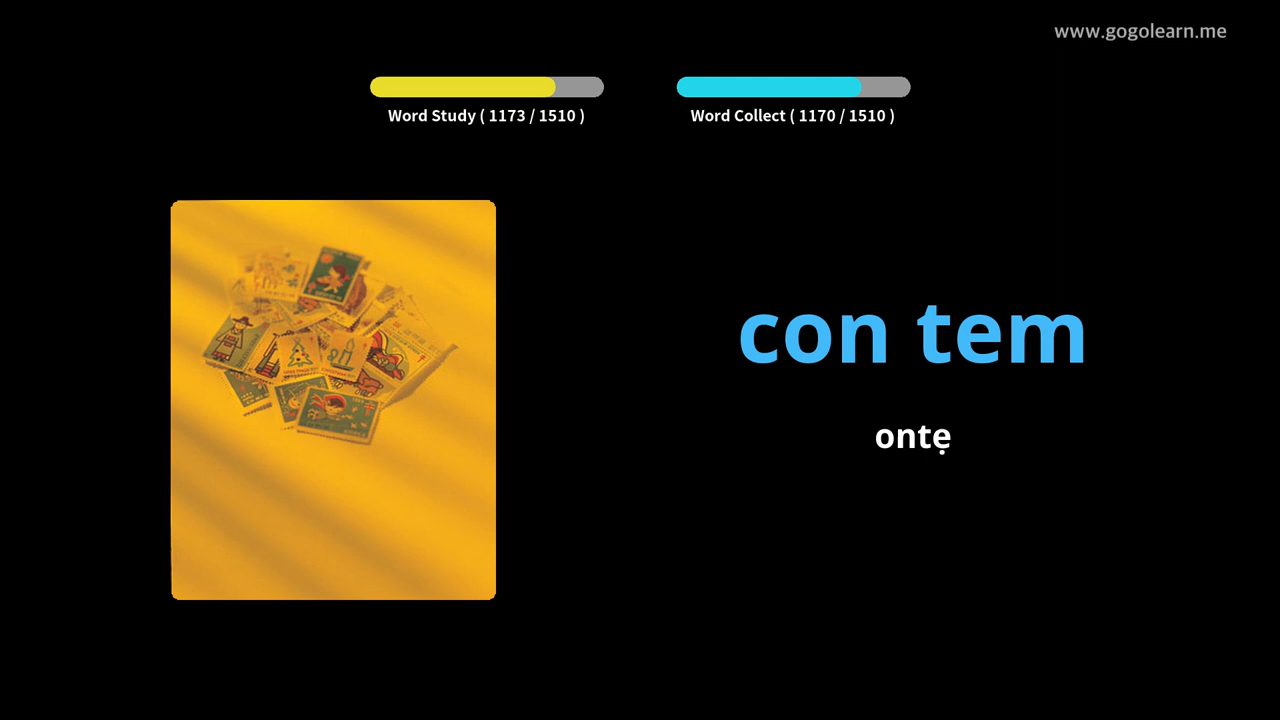 www.gogolearn.me
Word Study ( 1173 / 1510 )
Word Collect ( 1170 / 1510 )
con tem
ontẹ